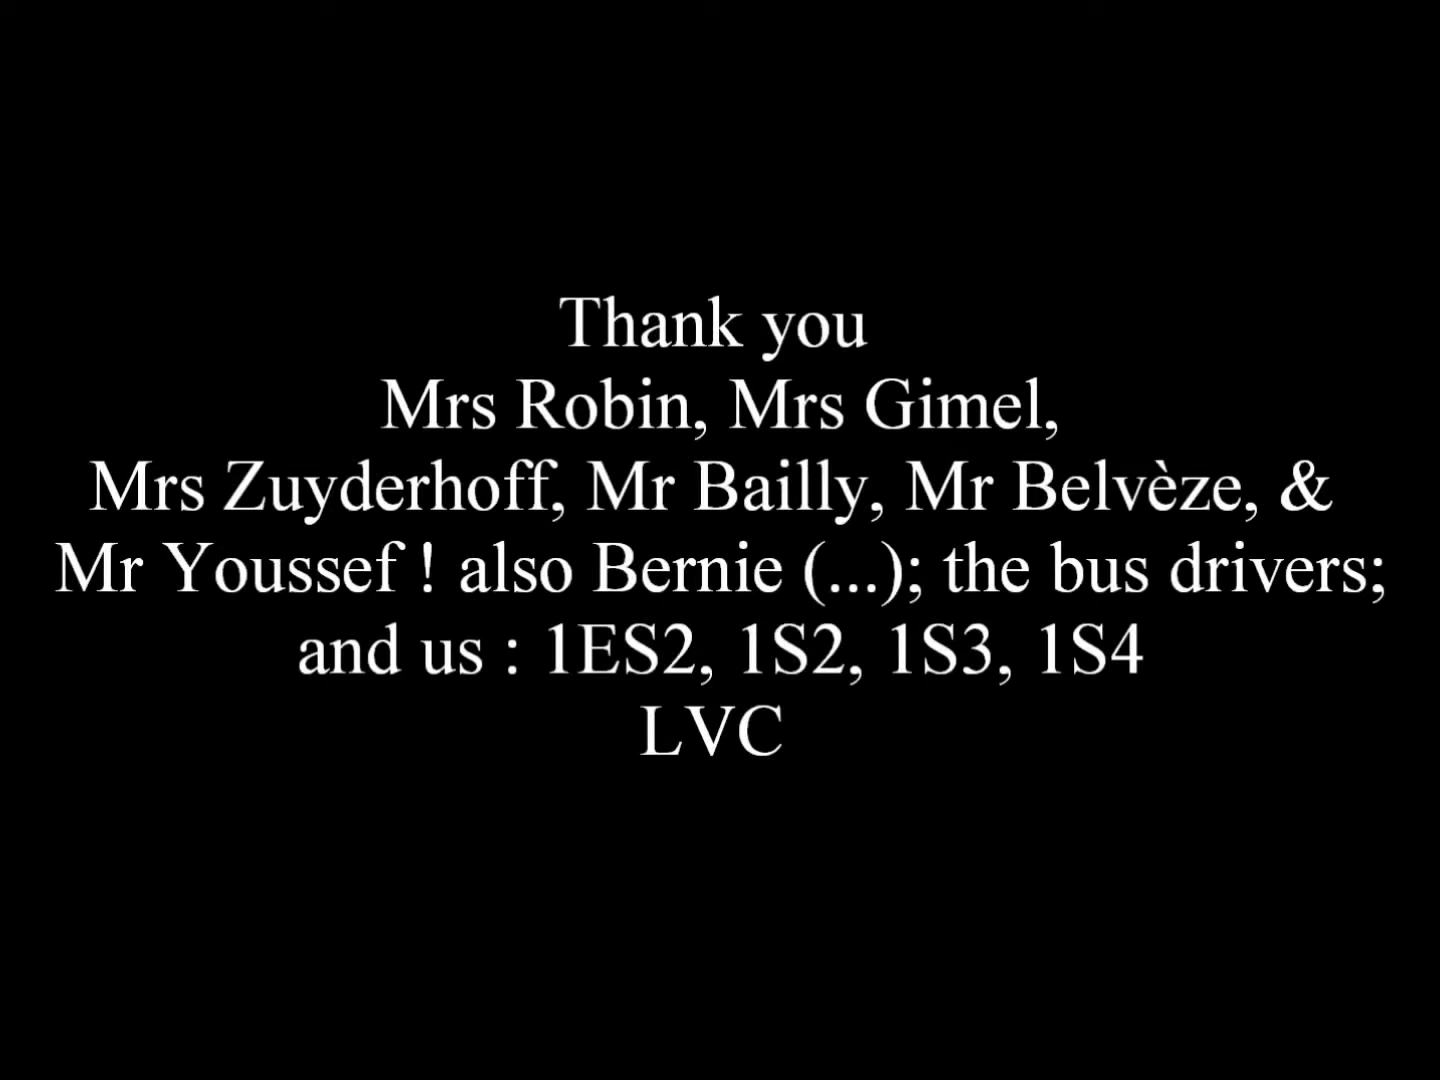 Thank you
Mrs Robin, Mrs Gimel,
Mrs Zuyderhoff, Mr Bailly, Mr Belvèze, &
Mr Youssef ! also Bernie (...); the bus drivers;
and us : 1ES2, 1S2, 1S3, 1S4
LVC